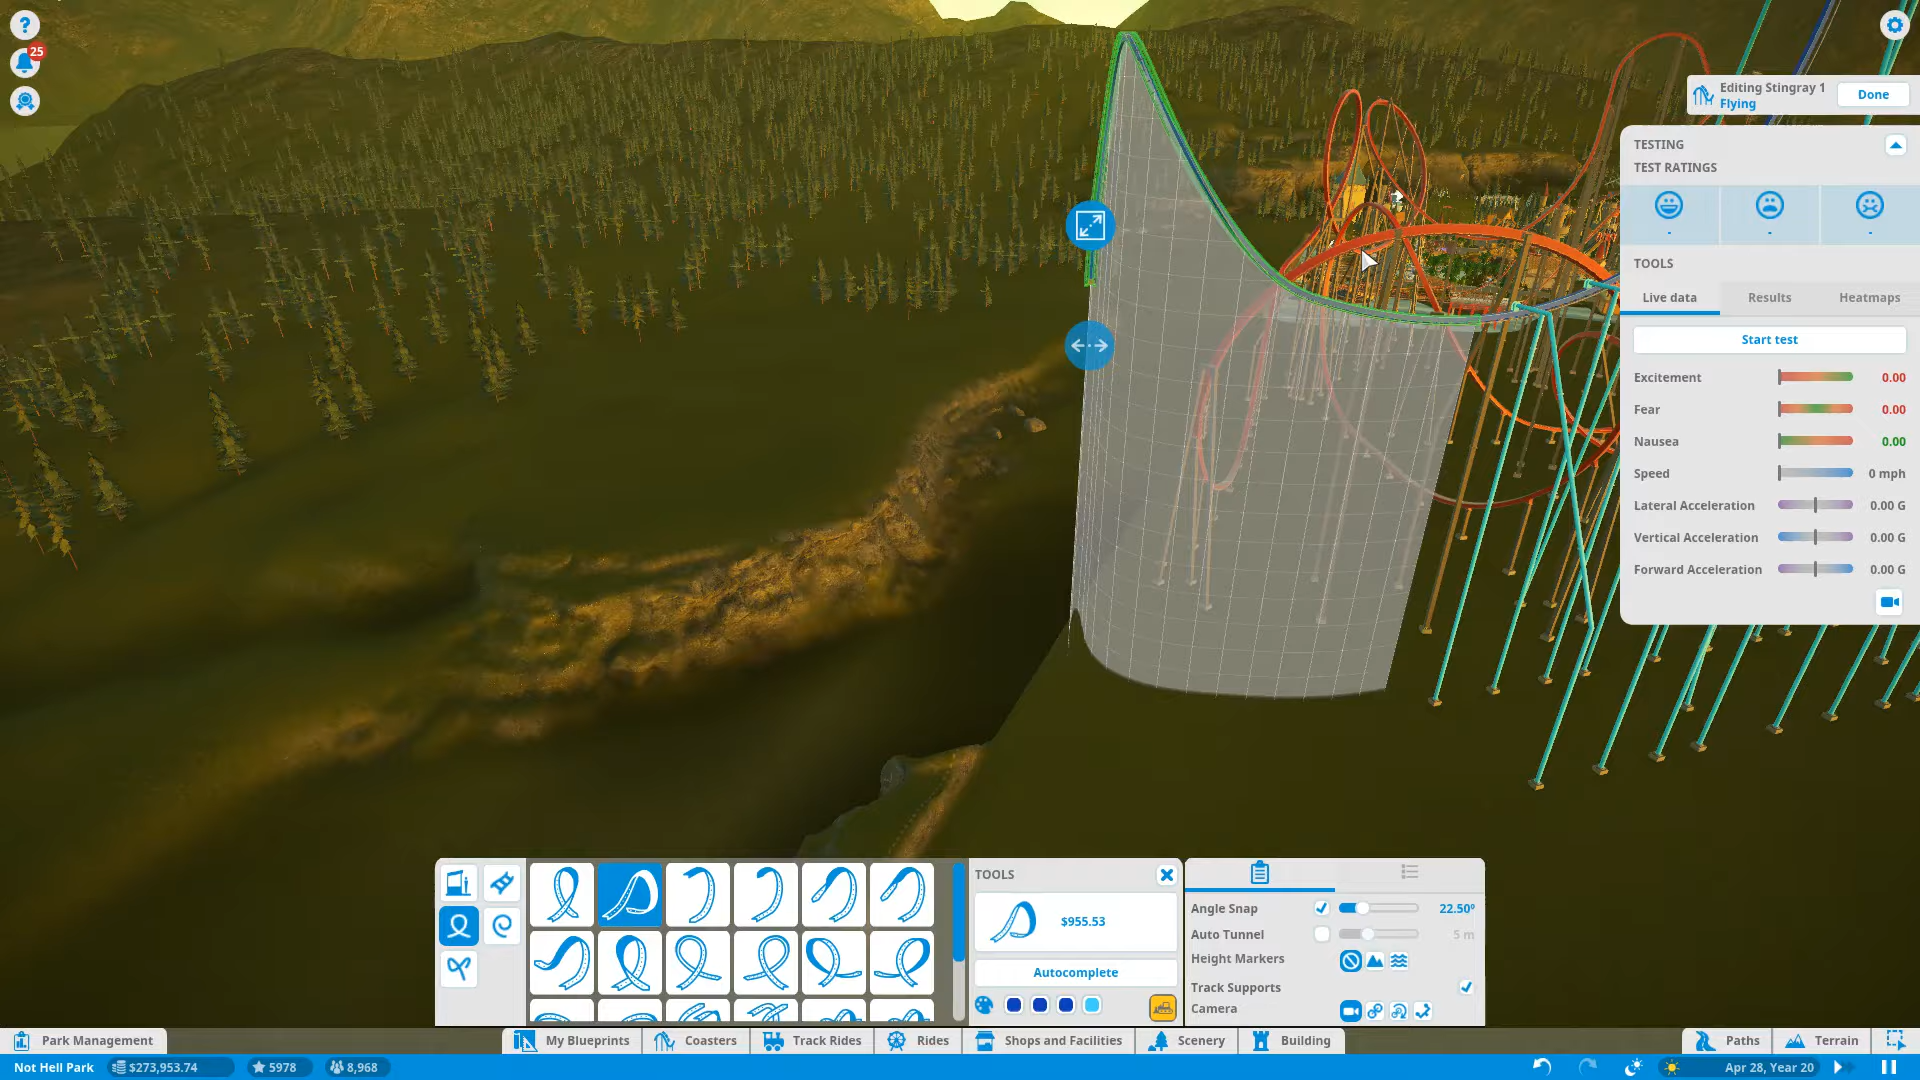 ?
25
Editing Stingray 1
Flying
Done
TESTING
TEST RATINGS
-
-
-
TOOLS
Live data
Results
Heatmaps
Start test
Excitement
0.00
Fear
0.00
Nausea
0.00
Speed
0 mph
Lateral Acceleration
0.00 G
Vertical Acceleration
0.00 G
Forward Acceleration
0.00 G
TOOLS
$955.53
Autocomplete
Angle Snap
22.50°
Auto Tunnel
5 m
Height Markers
Track Supports
Camera
Park Management
My Blueprints
Coasters
Track Rides
Rides
Shops and Facilities
Scenery
Building
Paths
Terrain
Not Hell Park
$273,953.74
5978
8,968
Apr 28, Year 20